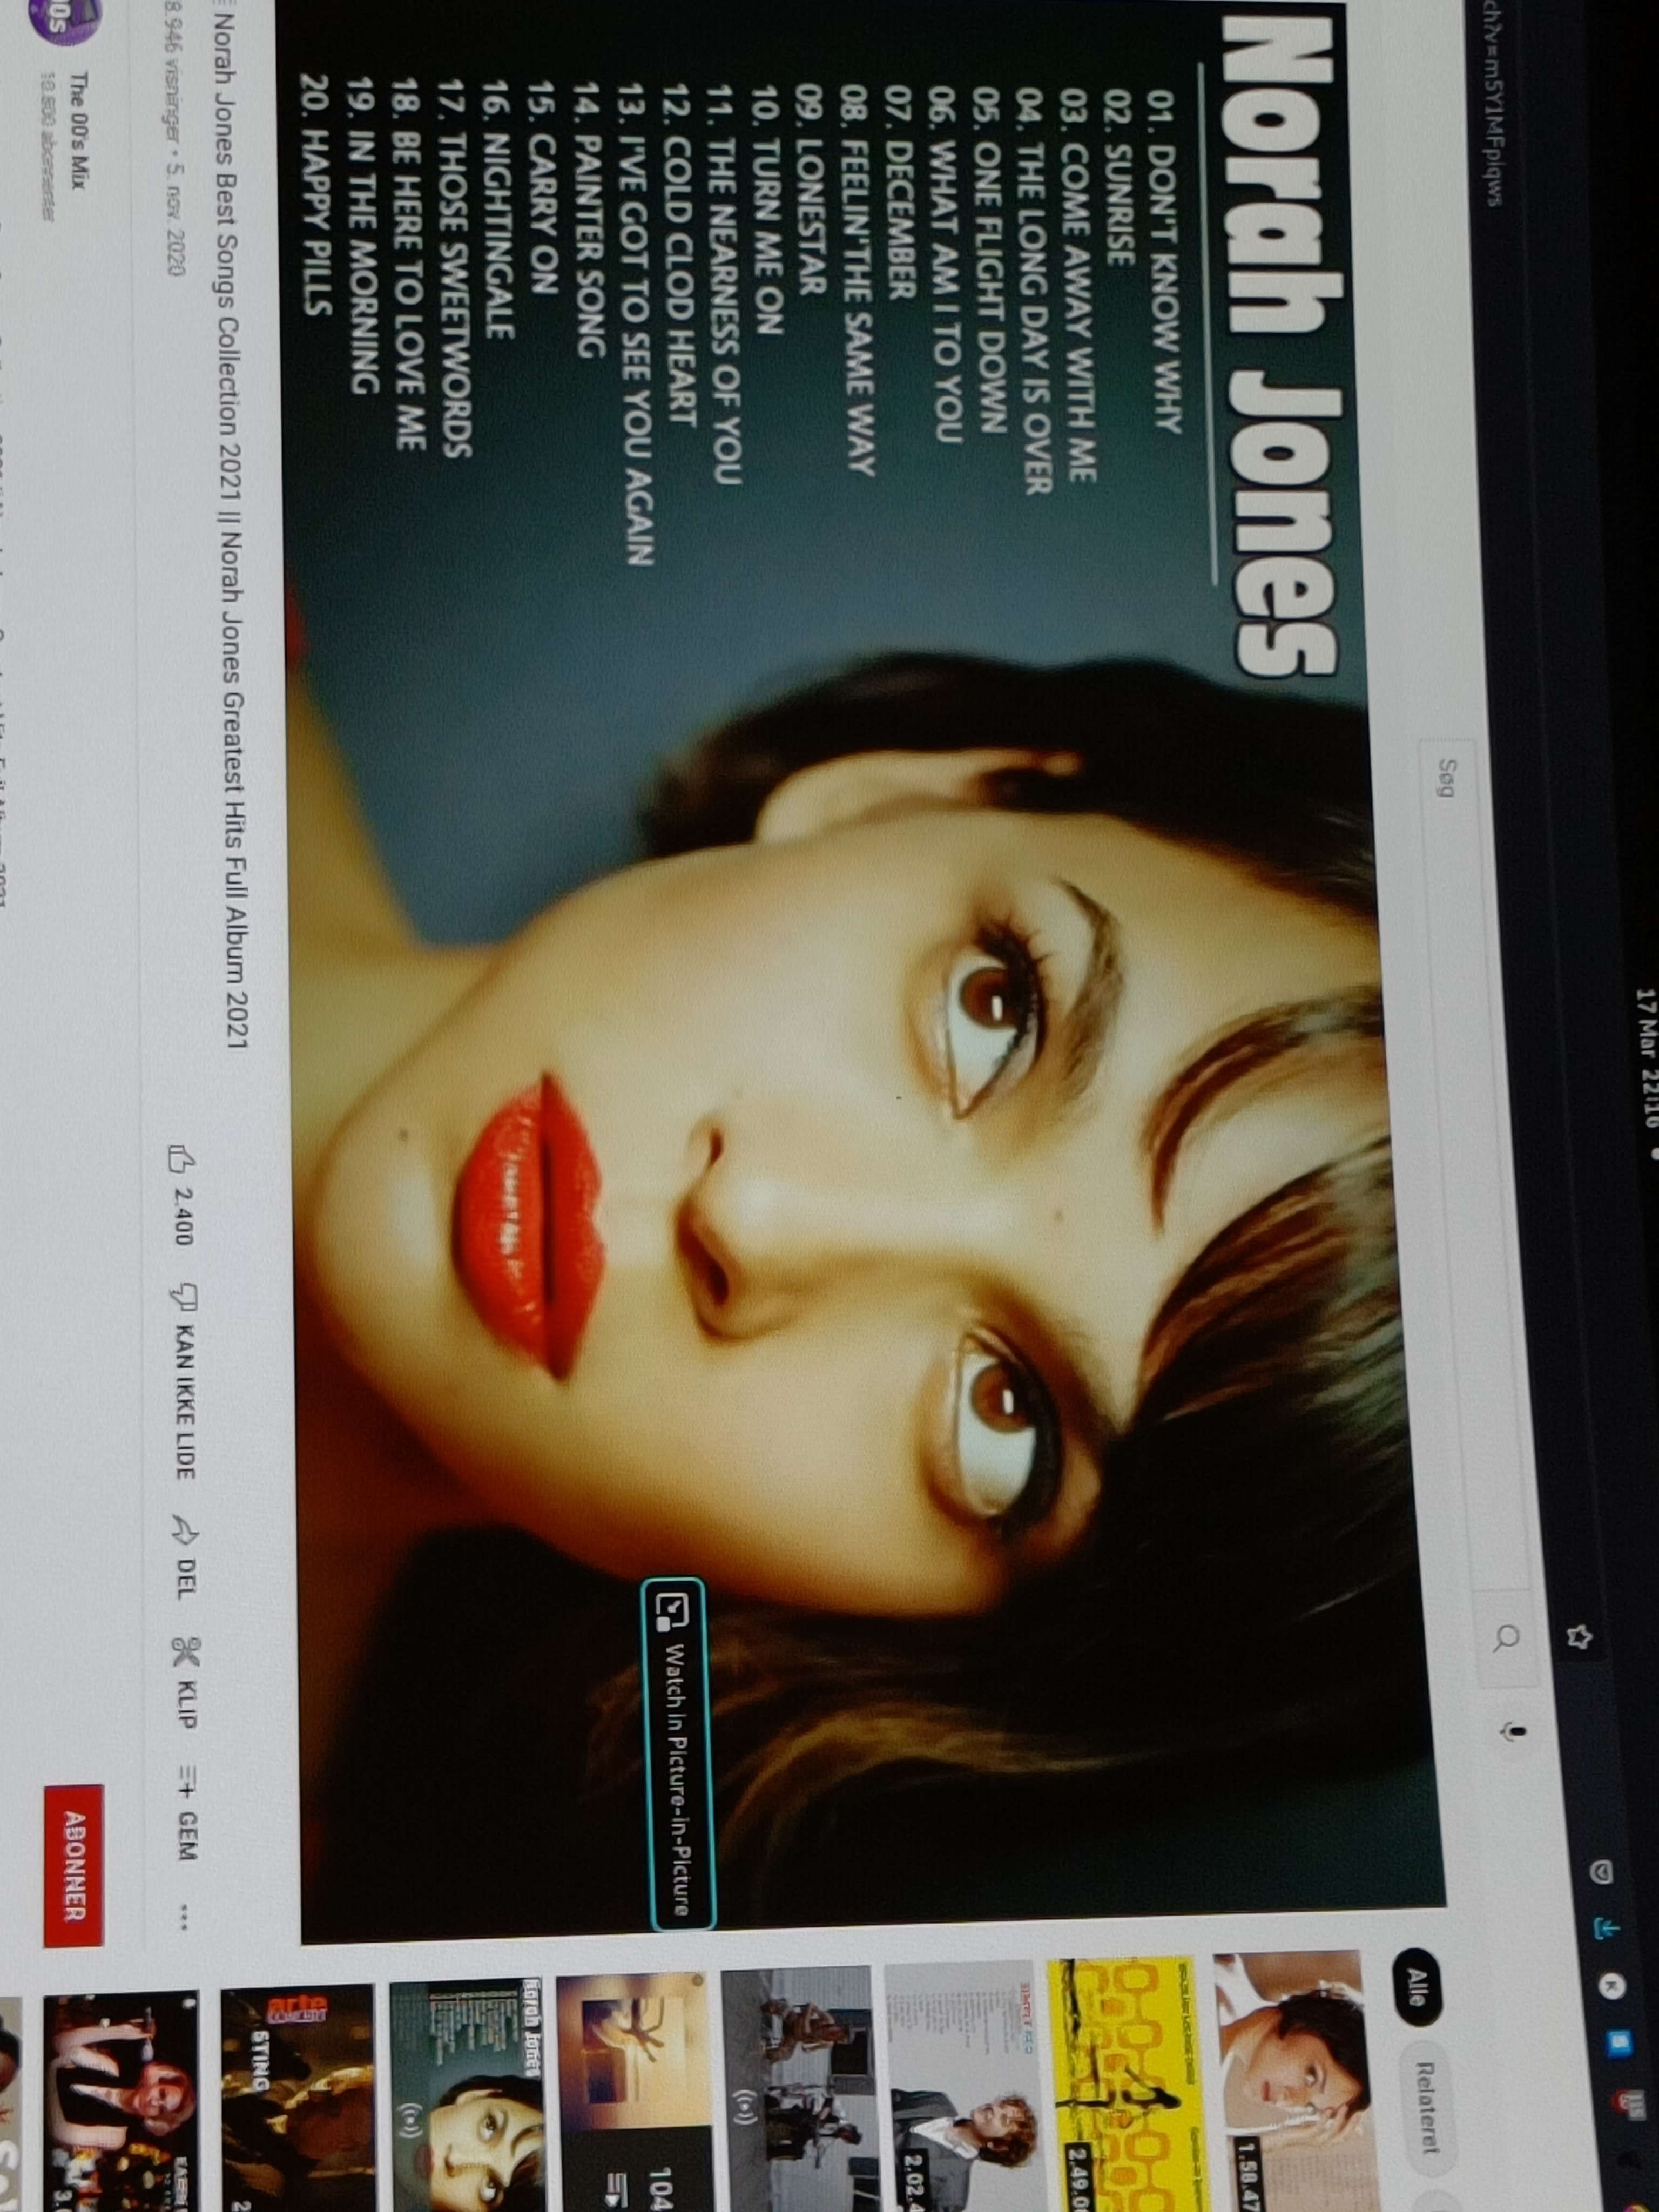 ch?v=m5Y1MFplqws
17 Mar 22:16
Søg
Norah Jones
01. DON'T KNOW WHY
02. SUNRISE
03. COME AWAY WITH ME
04. THE LONG DAY IS OVER
05. ONE FLIGHT DOWN
06. WHAT AM I TO YOU
07. DECEMBER
08. FEELIN'THE SAME WAY
09. LONESTAR
10. TURN ME ON
11. THE NEARNESS OF YOU
12. COLD CLOD HEART
13. I'VE GOT TO SEE YOU AGAIN
14. PAINTER SONG
15. CARRY ON
16. NIGHTINGALE
17. THOSE SWEETWORDS
18. BE HERE TO LOVE ME
19. IN THE MORNING
20. HAPPY PILLS
Watch in Picture-in-Picture
Norah Jones Best Songs Collection 2021 || Norah Jones Greatest Hits Full Album 2021
8.946 visninger • 5. nov. 2020
2.400 KAN IKKE LIDE DEL KLIP GEM ...
The 00's Mix
10.800 abonnenter
ABONNER
Alle Relateret
1.58.47
2.49.0
SIMPLY RED
2.02.4
104
Norah Jones
arte
STING